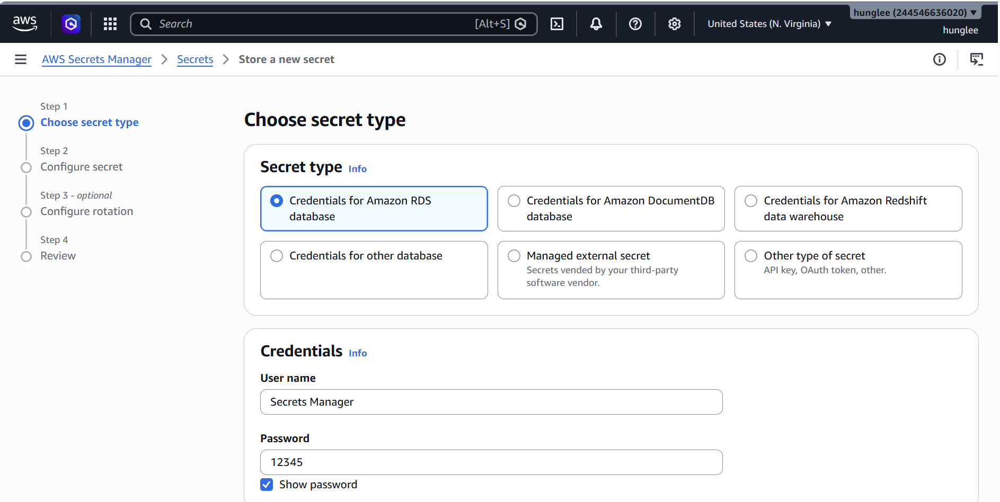 aws
Search
[Alt+S]
United States (N. Virginia)
hunglee (244546636020)
hunglee
AWS Secrets Manager
Secrets
Store a new secret
Step 1
Choose secret type
Step 2
Configure secret
Step 3 - optional
Configure rotation
Step 4
Review
Choose secret type
Secret type Info
Credentials for Amazon RDS
database
Credentials for Amazon DocumentDB
database
Credentials for Amazon Redshift
data warehouse
Credentials for other database
Managed external secret
Secrets vended by your third-party
software vendor.
Other type of secret
API key, OAuth token, other.
Credentials Info
User name
Secrets Manager
Password
12345
Show password